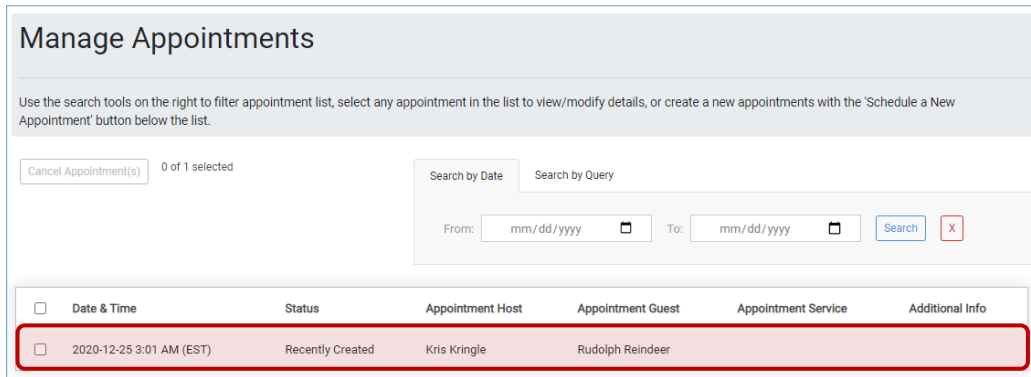 Manage Appointments
Use the search tools on the right to filter appointment list, select any appointment in the list to view/modify details, or create a new appointments with the 'Schedule a New
Appointment' button below the list.
Cancel Appointment(s) 0 of 1 selected
Search by Date Search by Query
From: mm/dd/yyyy To: mm/dd/yyyy Search X
Date & Time Status Appointment Host Appointment Guest Appointment Service Additional Info
2020-12-25 3:01 AM (EST) Recently Created Kris Kringle Rudolph Reindeer